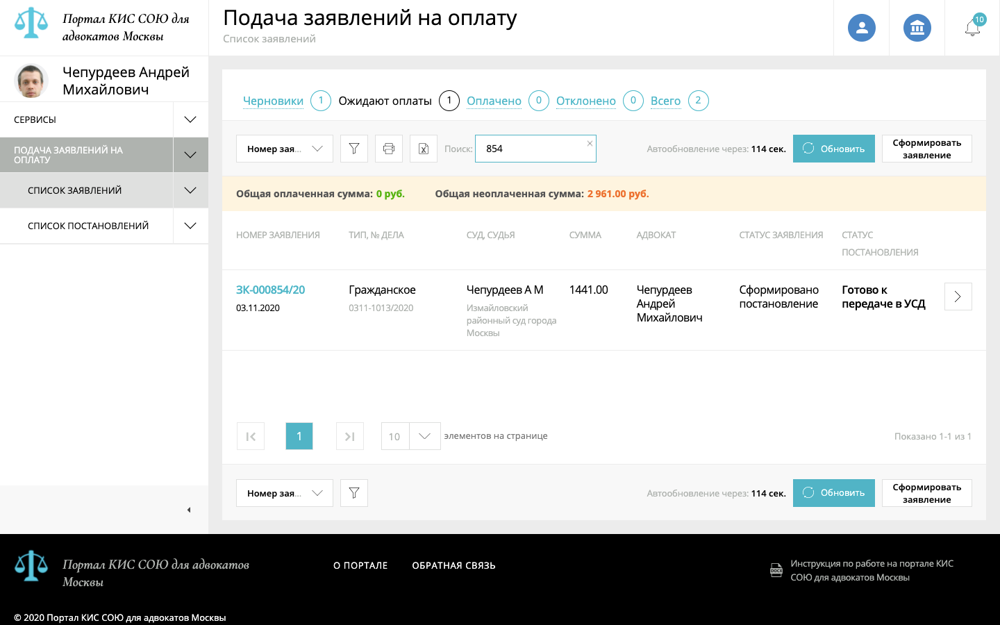 Портал КИС СОЮ для
адвокатов Москвы
Подача заявлений на оплату
Список заявлений
10
Чепурдеев Андрей
Михайлович
СЕРВИСЫ
ПОДАЧА ЗАЯВЛЕНИЙ НА
ОПЛАТУ
СПИСОК ЗАЯВЛЕНИЙ
СПИСОК ПОСТАНОВЛЕНИЙ
Черновики 1 Ожидают оплаты 1 Оплачено 0 Отклонено 0 Всего 2
Номер зая... Поиск: 854 Автообновление через: 114 сек. Обновить Сформировать
заявление
Общая оплаченная сумма: 0 руб. Общая неоплаченная сумма: 2 961.00 руб.
НОМЕР ЗАЯВЛЕНИЯ ТИП, № ДЕЛА СУД, СУДЬЯ СУММА АДВОКАТ СТАТУС ЗАЯВЛЕНИЯ СТАТУС
ПОСТАНОВЛЕНИЯ
ЗК-000854/20 Гражданское Чепурдеев А М 1441.00 Чепурдеев Сформировано Готово к
03.11.2020 0311-1013/2020 Измайловский Андрей постановление передаче в УСД
районный суд города Михайлович
Москвы
1 10 элементов на странице Показано 1-1 из 1
Номер зая... Автообновление через: 114 сек. Обновить Сформировать
заявление
Портал КИС СОЮ для адвокатов
Москвы
О ПОРТАЛЕ ОБРАТНАЯ СВЯЗЬ
DOCX
Инструкция по работе на портале КИС
СОЮ для адвокатов Москвы
© 2020 Портал КИС СОЮ для адвокатов Москвы